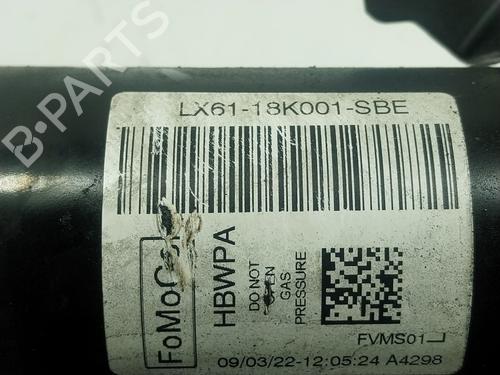 B-Parts
LX61-18K001-SBE
FoMoCo
HBWPA
DO NOT
OPEN
GAS
PRESSURE
FVMS01
09/03/22-12:05:24 A4298